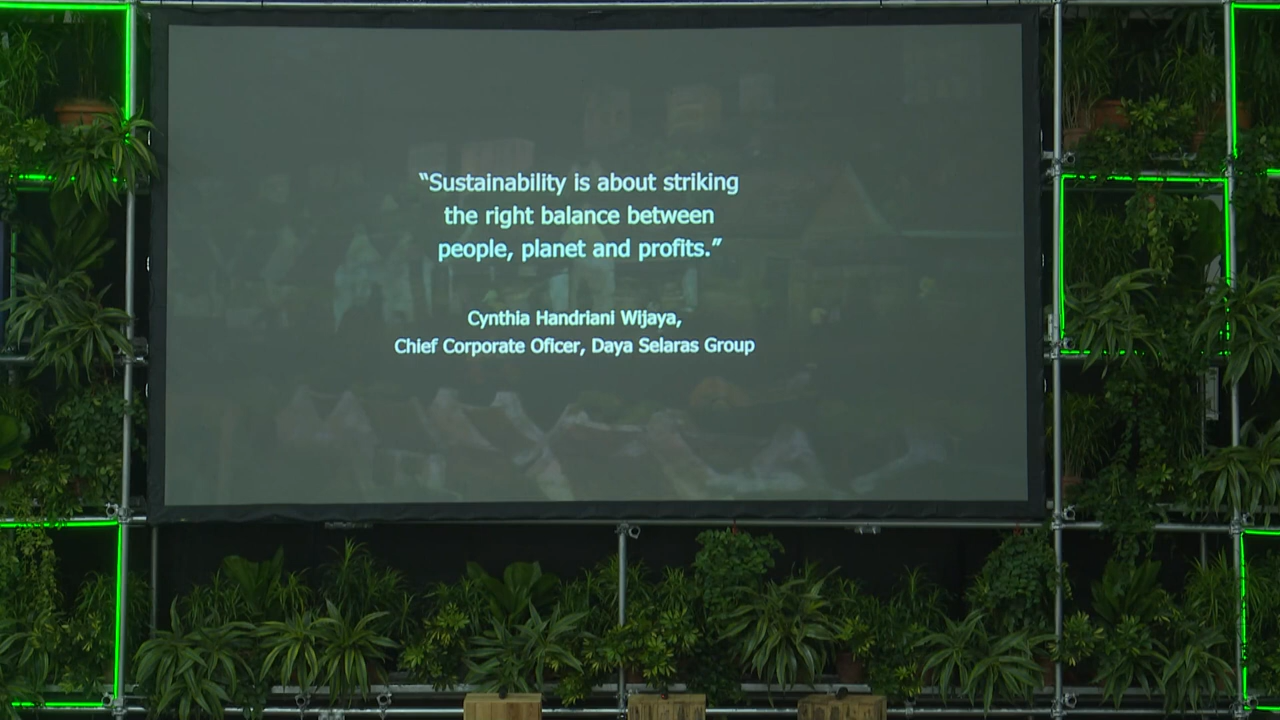 “Sustainability is about striking
the right balance between
people, planet and profits.”
Cynthia Handriani Wijaya,
Chief Corporate Oficer, Daya Selaras Group